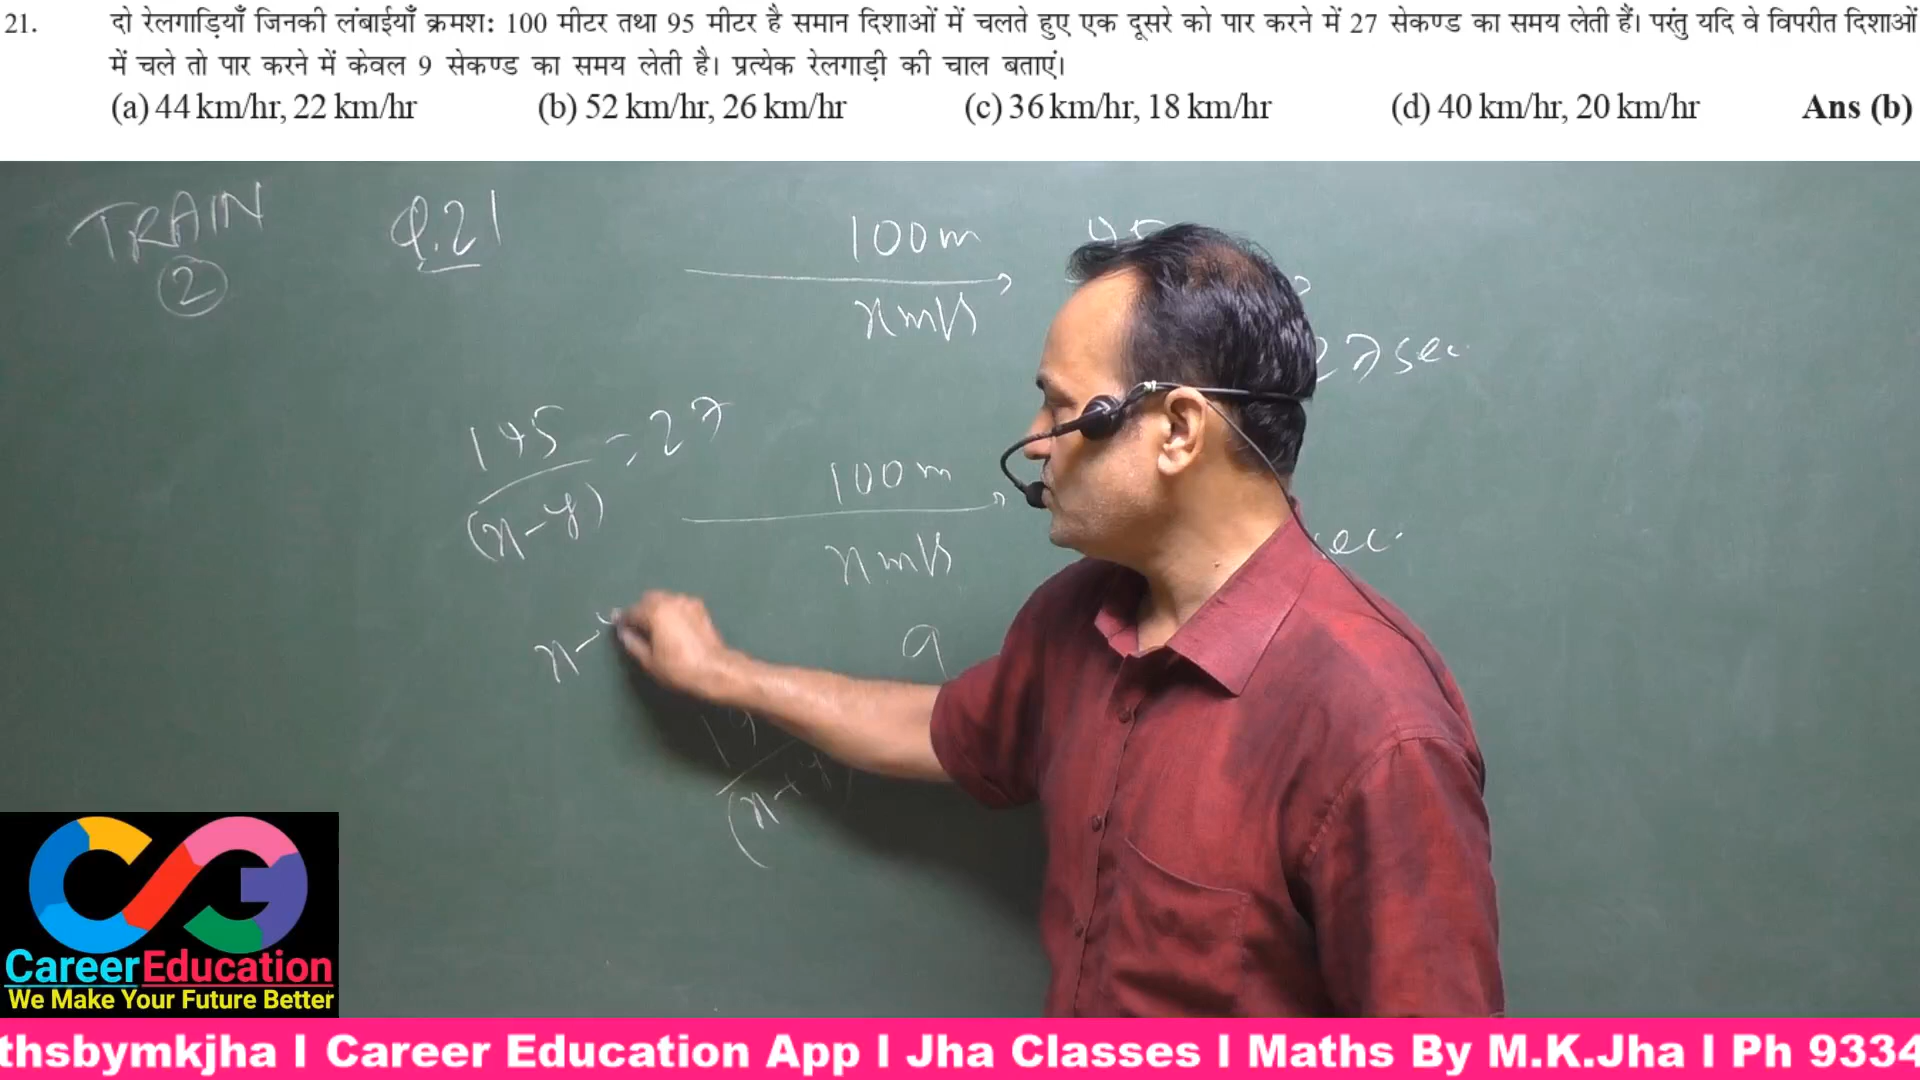 21. दो रेलगाड़ियाँ जिनकी लंबाईयाँ क्रमश: 100 मीटर तथा 95 मीटर है समान दिशाओं में चलते हुए एक दूसरे को पार करने में 27 सेकण्ड का समय लेती हैं। परंतु यदि वे विपरीत दिशाओं
में चले तो पार करने में केवल 9 सेकण्ड का समय लेती है। प्रत्येक रेलगाड़ी की चाल बताएं।
(a) 44 km/hr, 22 km/hr (b) 52 km/hr, 26 km/hr (c) 36 km/hr, 18 km/hr (d) 40 km/hr, 20 km/hr Ans (b)
TRAIN
2
Q.21
100m
x m/s
27 sec.
195 = 27
(x-y)
100m
x m/s
x-y
9
(x+y
CareerEducation
We Make Your Future Better
thsbymkjha I Career Education App I Jha Classes I Maths By M.K.Jha I Ph 9334